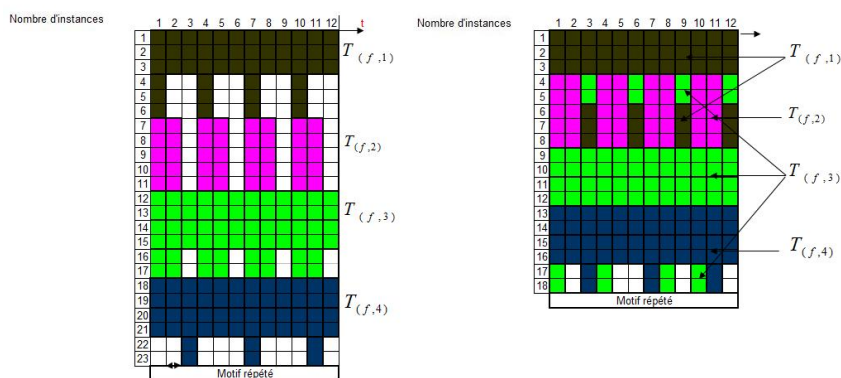 Nombre d'instances
1 2 3 4 5 6 7 8 9 10 11 12
t
1
2
3
4
5
6
7
8
9
10
11
12
13
14
15
16
17
18
19
20
21
22
23
T (f,1)
T (f,2)
T (f,3)
T (f,4)
Motif répété
Nombre d'instances
1 2 3 4 5 6 7 8 9 10 11 12
1
2
3
4
5
6
7
8
9
10
11
12
13
14
15
16
17
18
T (f,1)
T (f,2)
T (f,3)
T (f,4)
Motif répété